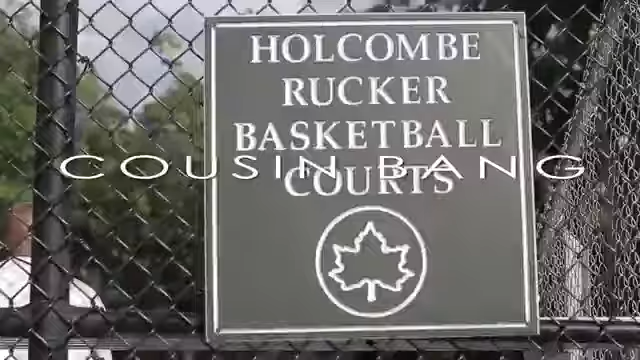 HOLCOMBE
RUCKER
BASKETBALL
COUSIN BANG
COURTS